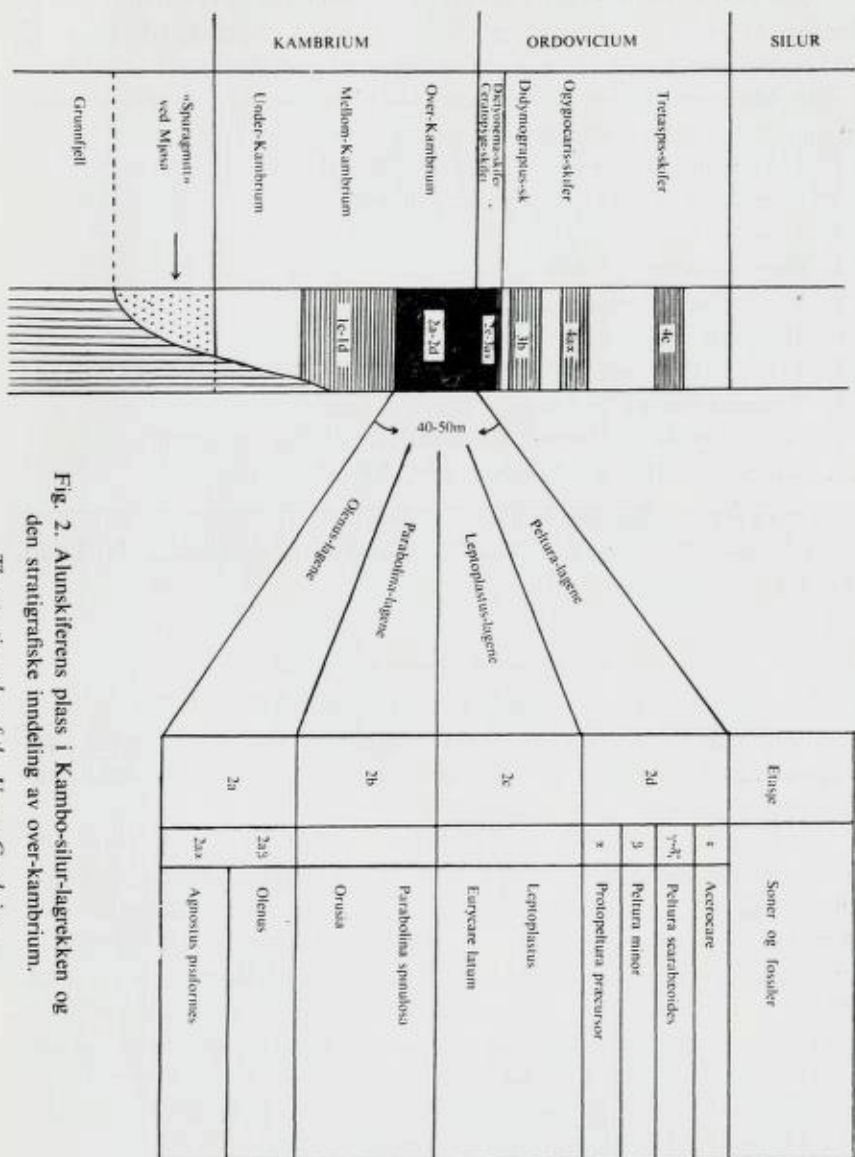 SILUR
ORDOVICIUM
KAMBRIUM
Tretaspis-skifer
Ogygiocaris-skifer
Didymograptus-sk
Dictyonema-skifer
Ceratopyge-skifer
Over-Kambrium
Mellom-Kambrium
Under-Kambrium
«Sparagmitt»
ved Mjøsa
Grunnfjell
4c
4aα
3b
2e-3aα
2a-2d
1c-1d
40-50m
Peltura-lagene
Leptoplastus-lagene
Parabolina-lagene
Olenus-lagene
Etasje
Soner og fossiler
2d
ε
Acerocare
γ-δ
Peltura scarabæoides
β
Peltura minor
α
Protopeltura præcursor
2c
Leptoplastus
Eurycare latum
2b
Parabolina spinulosa
Orusia
2a
2aβ
Olenus
2aα
Agnostus pisiformes
Fig. 2. Alunskiferens plass i Kambo-silur-lagrekken og
den stratigrafiske inndeling av over-kambrium.